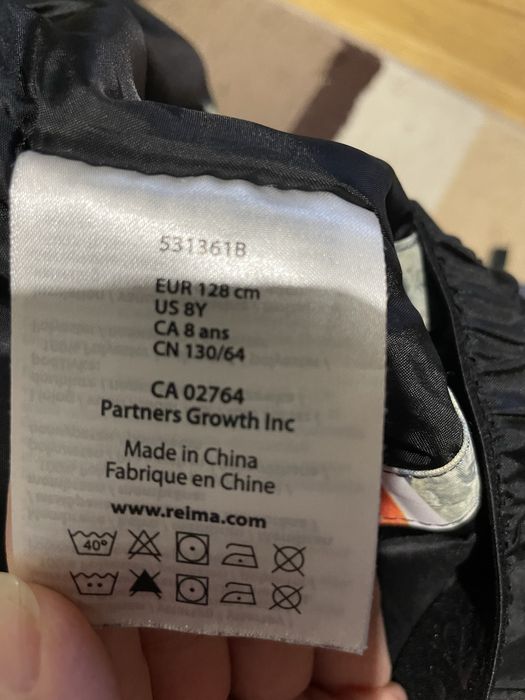 531361B
EUR 128 cm
US 8Y
CA 8 ans
CN 130/64
CA 02764
Partners Growth Inc
Made in China
Fabrique en Chine
www.reima.com
40°